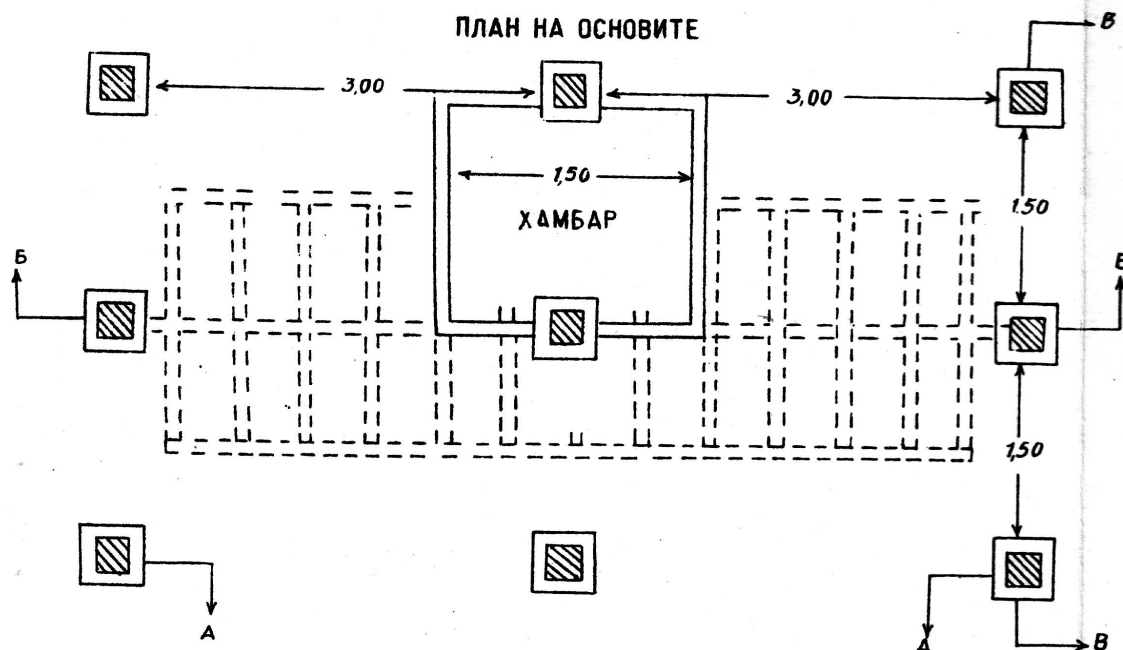 ПЛАН НА ОСНОВИТЕ
В
3,00
3,00
1,50
1.50
ХАМБАР
Б
Б
1,50
А
А
В